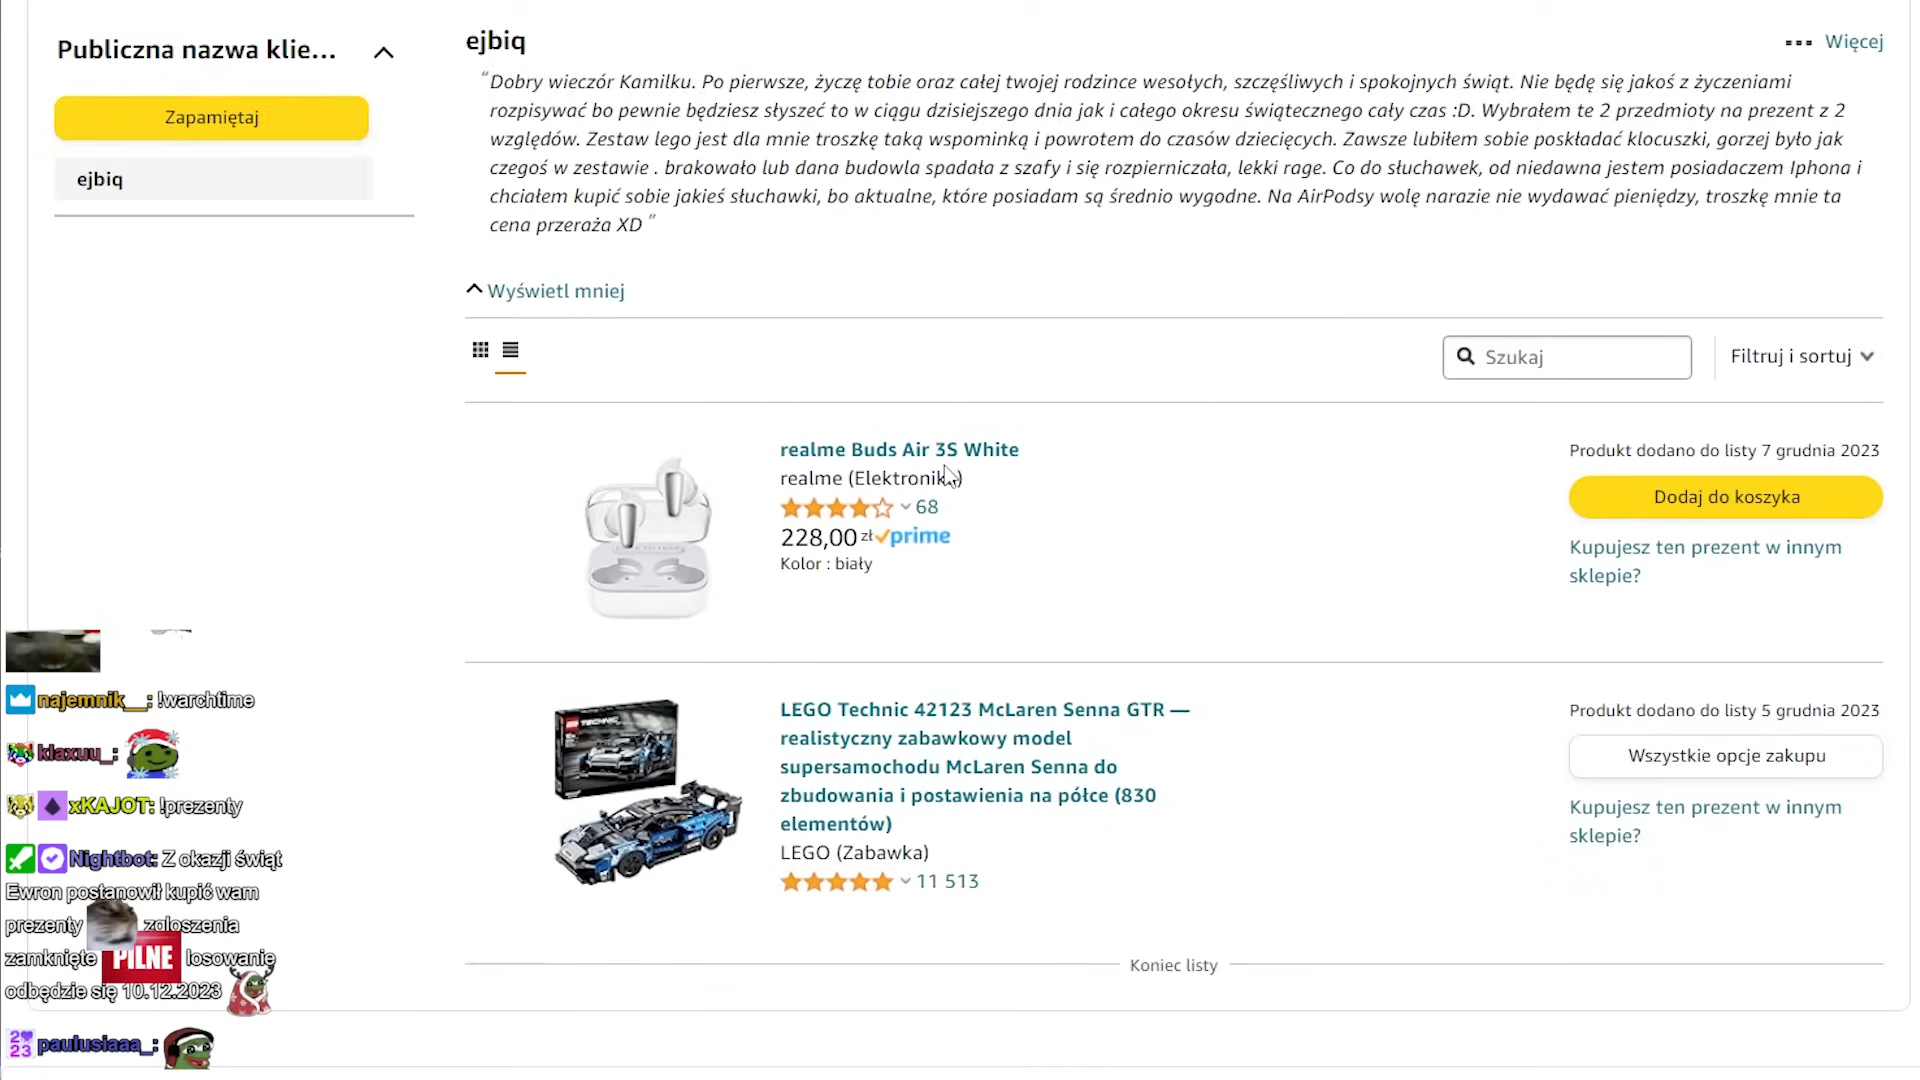 Publiczna nazwa klie...
Zapamiętaj
ejbiq
ejbiq
Więcej
“Dobry wieczór Kamilku. Po pierwsze, życzę tobie oraz całej twojej rodzince wesołych, szczęśliwych i spokojnych świąt. Nie będę się jakoś z życzeniami
rozpisywać bo pewnie będziesz słyszeć to w ciągu dzisiejszego dnia jak i całego okresu świątecznego cały czas :D. Wybrałem te 2 przedmioty na prezent z 2
względów. Zestaw lego jest dla mnie troszkę taką wspominką i powrotem do czasów dziecięcych. Zawsze lubiłem sobie poskładać klocuszki, gorzej było jak
czegoś w zestawie . brakowało lub dana budowla spadała z szafy i się rozpierniczała, lekki rage. Co do słuchawek, od niedawna jestem posiadaczem Iphona i
chciałem kupić sobie jakieś słuchawki, bo aktualne, które posiadam są średnio wygodne. Na AirPodsy wolę narazie nie wydawać pieniędzy, troszkę mnie ta
cena przeraża XD ”
Wyświetl mniej
Szukaj
Filtruj i sortuj
realme Buds Air 3S White
realme (Elektronika)
68
228,00 zł prime
Kolor : biały
Produkt dodano do listy 7 grudnia 2023
Dodaj do koszyka
Kupujesz ten prezent w innym
sklepie?
LEGO Technic 42123 McLaren Senna GTR —
realistyczny zabawkowy model
supersamochodu McLaren Senna do
zbudowania i postawienia na półce (830
elementów)
LEGO (Zabawka)
11 513
Produkt dodano do listy 5 grudnia 2023
Wszystkie opcje zakupu
Kupujesz ten prezent w innym
sklepie?
Koniec listy
TECHNIC
najemnik__: !warchtime
klaxuu_:
xKAJOT: !prezenty
Nightbot: Z okazji świąt
Ewron postanowił kupić wam
prezenty zgloszenia
zamknięte PILNE losowanie
odbędzie się 10.12.2023
2023 paulusiaaa_: